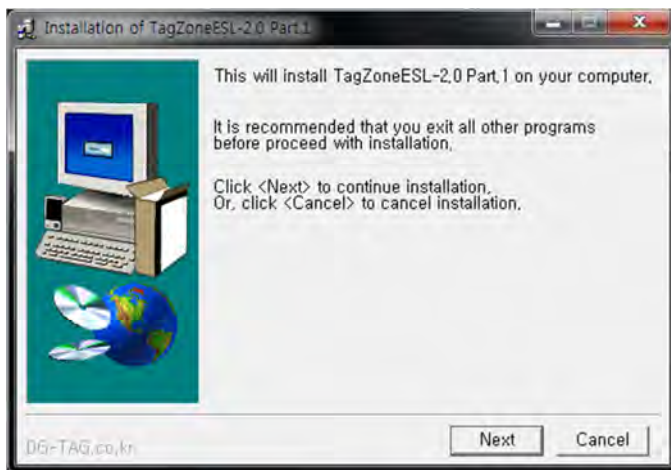 Installation of TagZoneESL-2.0 Part.1
This will install TagZoneESL-2.0 Part.1 on your computer.
It is recommended that you exit all other programs
before proceed with installation.
Click <Next> to continue installation.
Or, click <Cancel> to cancel installation.
DG-TAG.co.kr
Next
Cancel